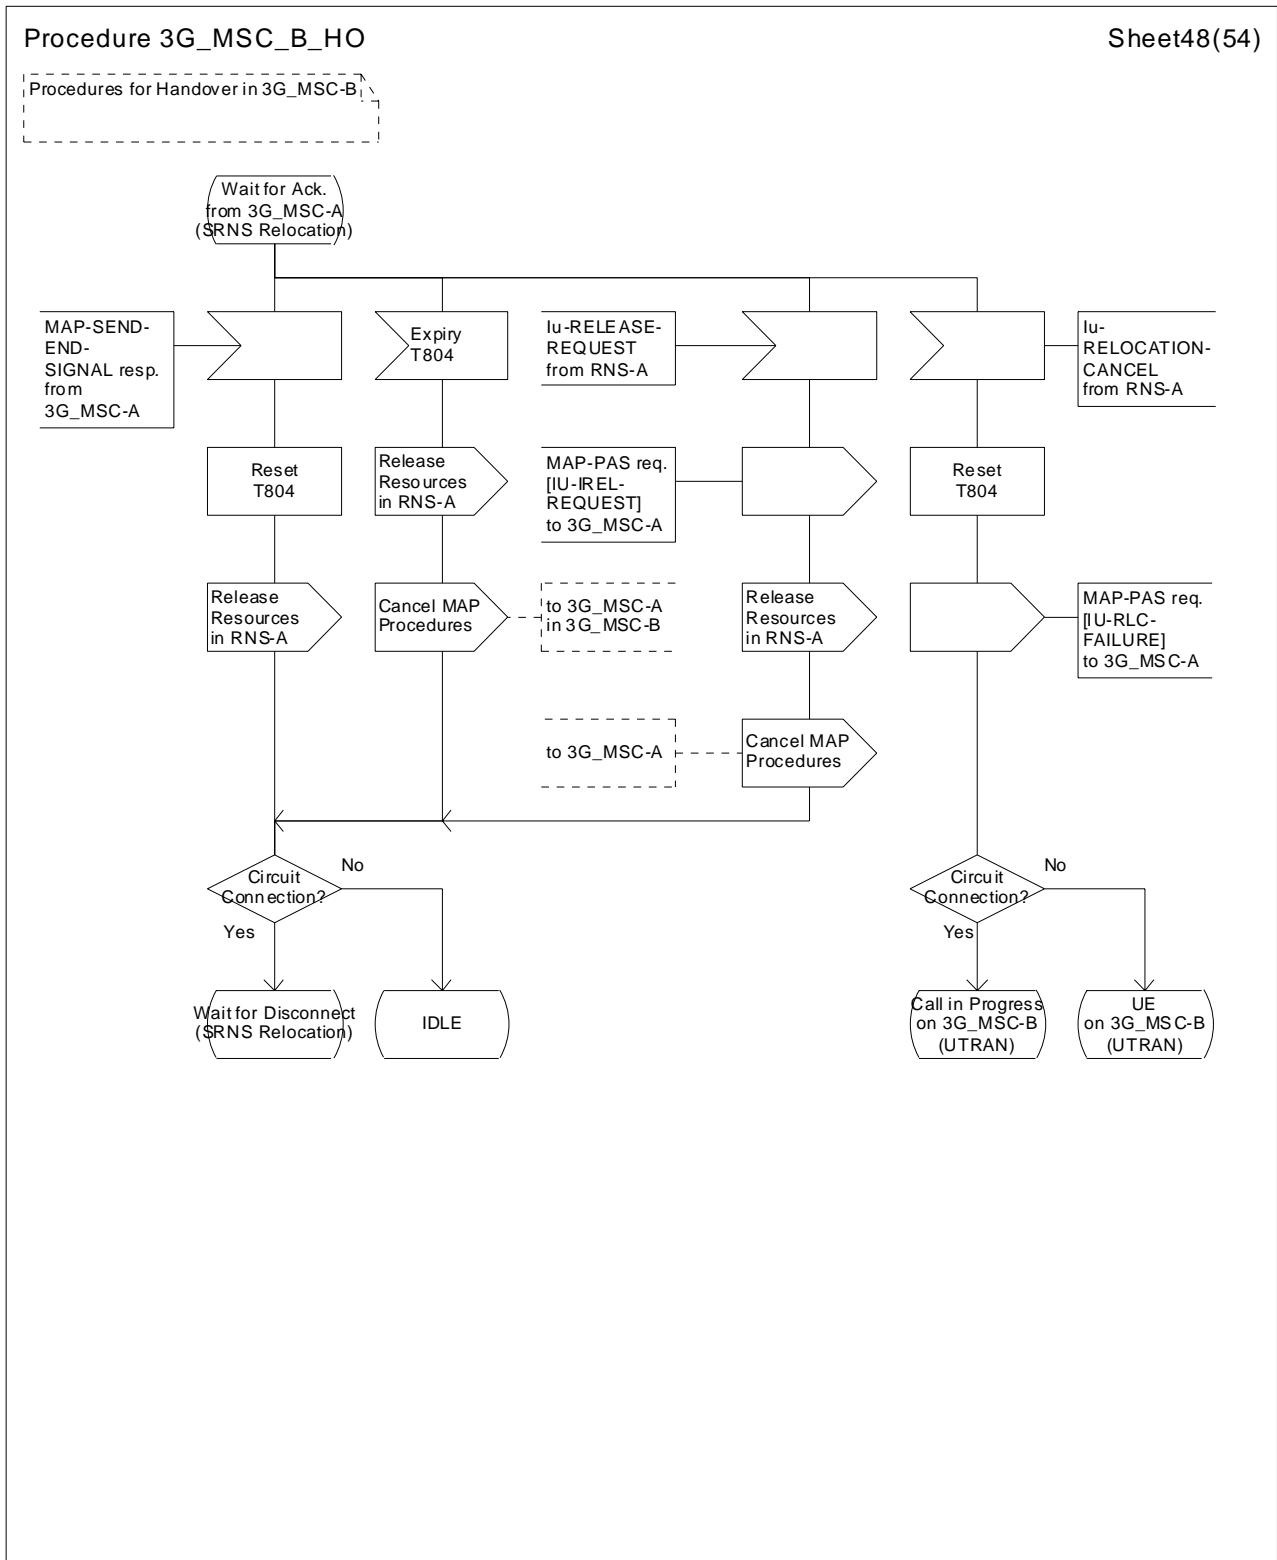 Procedure 3G_MSC_B_HO
Sheet48(54)
Procedures for Handover in 3G_MSC-B
Wait for Ack.
from 3G_MSC-A
(SRNS Relocation)
MAP-SEND-
END-
SIGNAL resp.
from
3G_MSC-A
Expiry
T804
Iu-RELEASE-
REQUEST
from RNS-A
Iu-
RELOCATION-
CANCEL
from RNS-A
Reset
T804
Release
Resources
in RNS-A
MAP-PAS req.
[IU-IREL-
REQUEST]
to 3G_MSC-A
Reset
T804
Release
Resources
in RNS-A
Cancel MAP
Procedures
to 3G_MSC-A
in 3G_MSC-B
Release
Resources
in RNS-A
MAP-PAS req.
[IU-RLC-
FAILURE]
to 3G_MSC-A
to 3G_MSC-A
Cancel MAP
Procedures
Circuit
Connection?
No
Yes
Circuit
Connection?
No
Yes
Wait for Disconnect
(SRNS Relocation)
IDLE
Call in Progress
on 3G_MSC-B
(UTRAN)
UE
on 3G_MSC-B
(UTRAN)